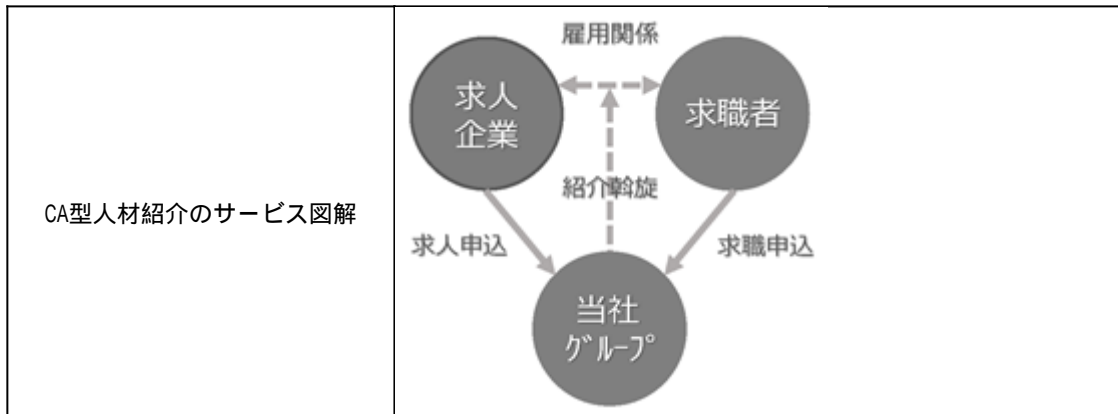 CA型人材紹介のサービス図解
雇用関係
求人
企業
求職者
紹介斡旋
求人申込
求職申込
当社
グループ